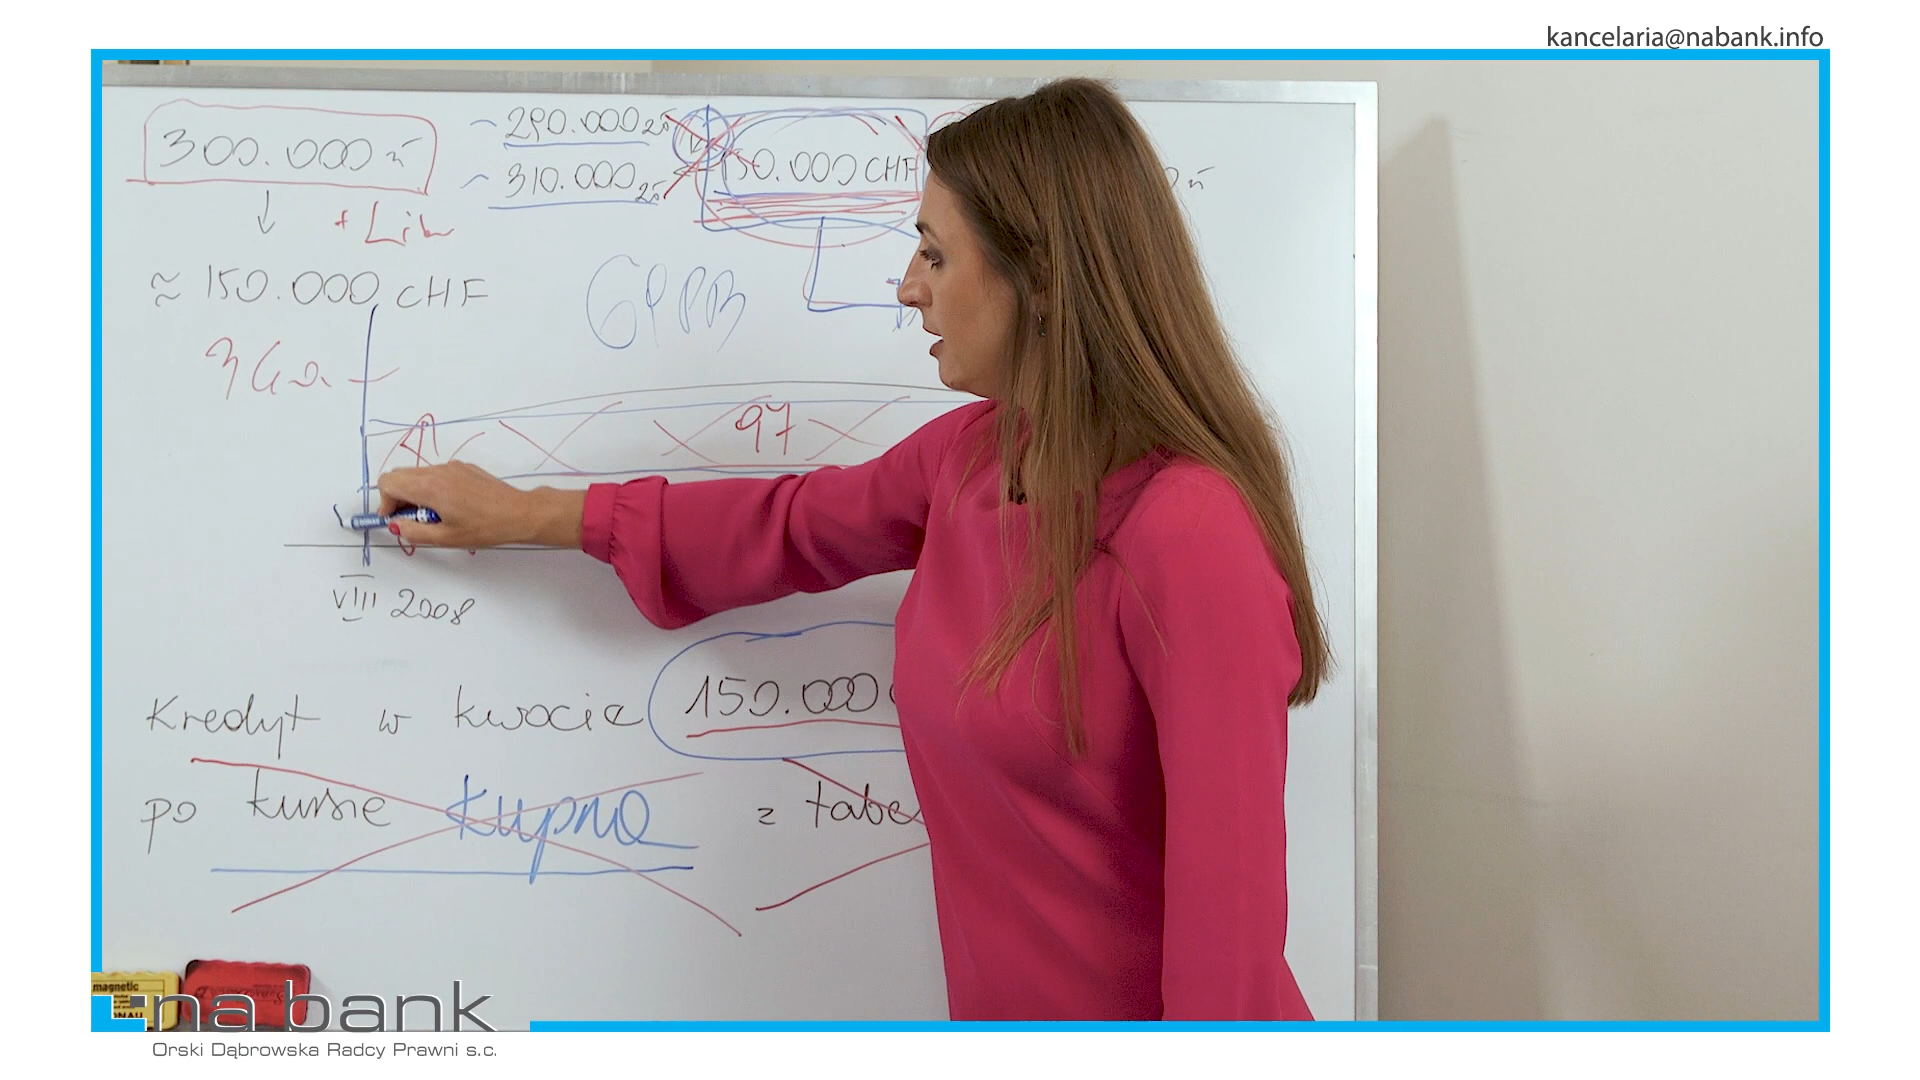 kancelaria@nabank.info
300.000 zł
~ 290.000 zł
~ 310.000 zł
150.000 CHF
+ Lib
≈ 150.000 CHF
97
VIII 2008
Kredyt w kwocie 150.000
po kursie kupna z tabe
magnetic
na bank
Orski Dąbrowska Radcy Prawni s.c.